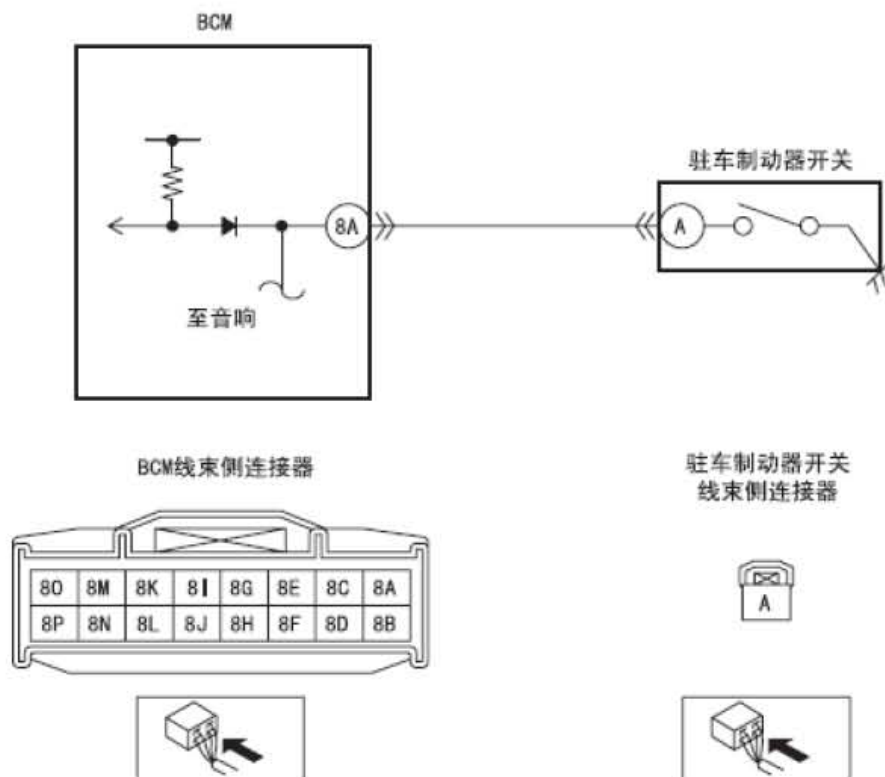 BCM
驻车制动器开关
8A
A
至音响
BCM线束侧连接器
驻车制动器开关
线束侧连接器
8O 8M 8K 8I 8G 8E 8C 8A
8P 8N 8L 8J 8H 8F 8D 8B
A